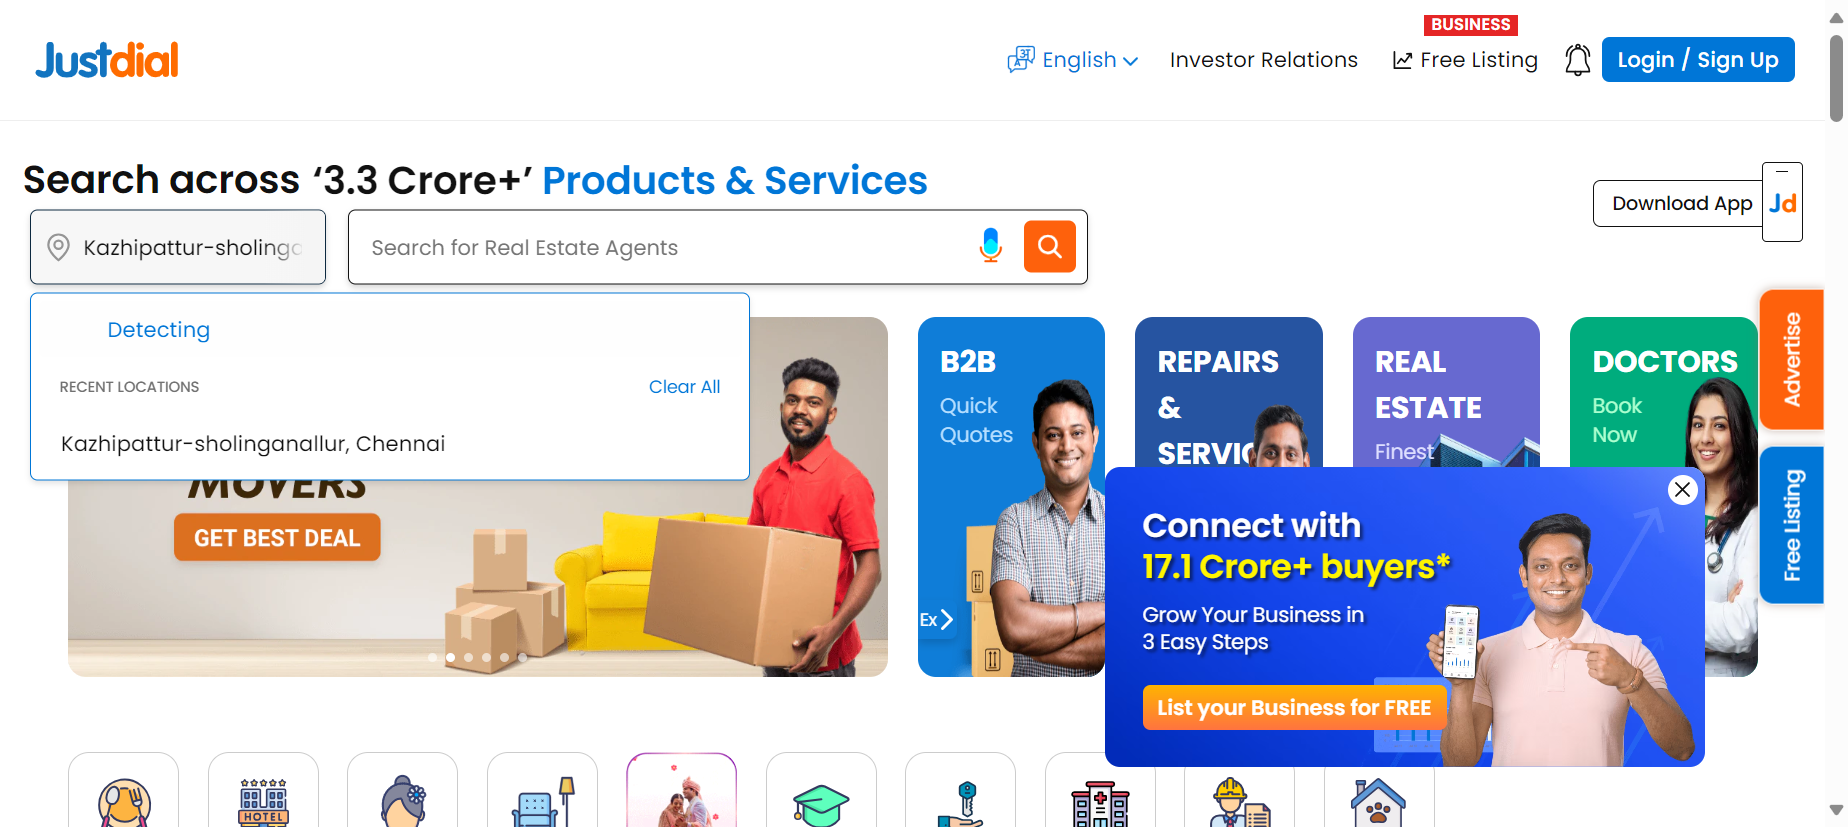 Justdial
English
Investor Relations
BUSINESS
Free Listing
Login / Sign Up
Search across ‘3.3 Crore+’ Products & Services
Download App
Jd
Kazhipattur-sholinga
Search for Real Estate Agents
Detecting
RECENT LOCATIONS
Clear All
Kazhipattur-sholinganallur, Chennai
MOVERS
GET BEST DEAL
B2B
Quick
Quotes
Ex
REPAIRS
&
SERVIC
REAL
ESTATE
Finest
DOCTORS
Book
Now
Advertise
Free Listing
Connect with
17.1 Crore+ buyers*
Grow Your Business in
3 Easy Steps
List your Business for FREE
HOTEL